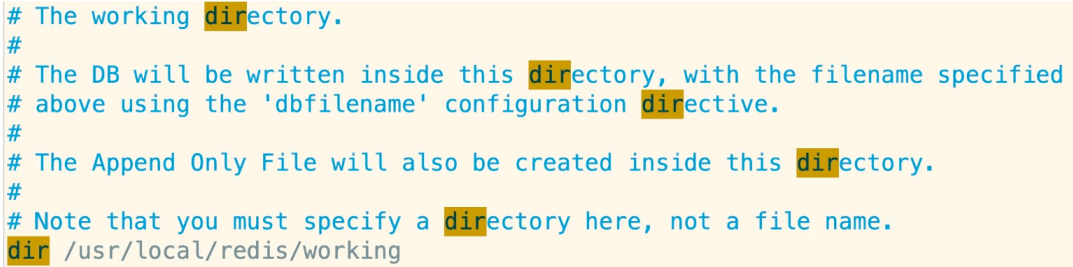 # The working directory.
#
# The DB will be written inside this directory, with the filename specified
# above using the 'dbfilename' configuration directive.
#
# The Append Only File will also be created inside this directory.
#
# Note that you must specify a directory here, not a file name.
dir /usr/local/redis/working